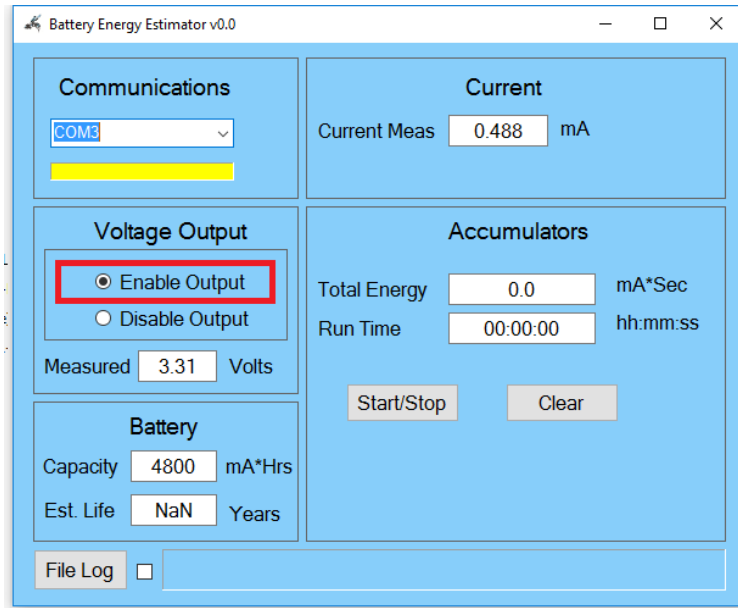 Battery Energy Estimator v0.0
Communications
COM3
Current
Current Meas 0.488 mA
Voltage Output
Enable Output
Disable Output
Measured 3.31 Volts
Accumulators
Total Energy 0.0 mA*Sec
Run Time 00:00:00 hh:mm:ss
Start/Stop Clear
Battery
Capacity 4800 mA*Hrs
Est. Life NaN Years
File Log